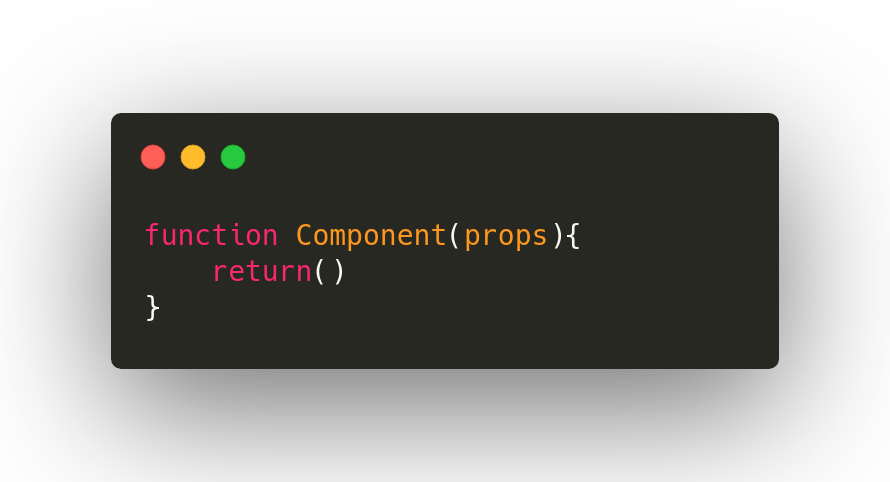 function Component(props){
    return()
}